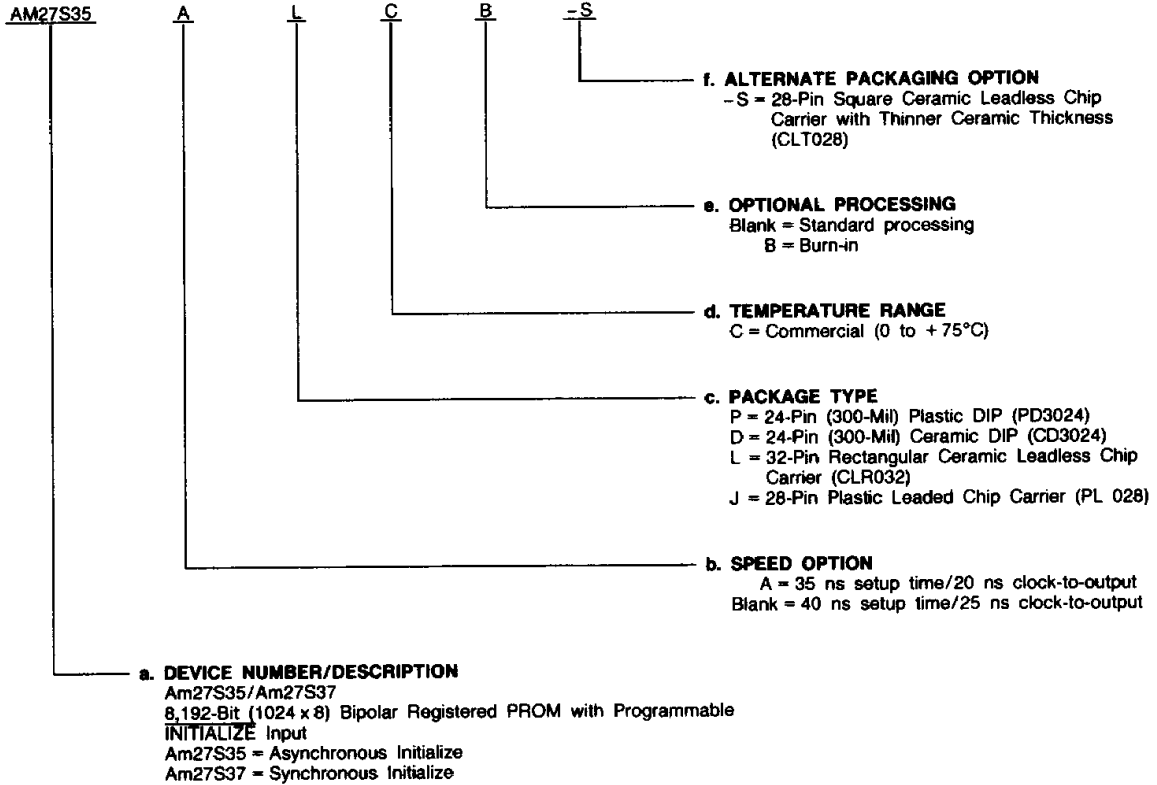 AM27S35 A L C B -S
f. ALTERNATE PACKAGING OPTION
-S = 28-Pin Square Ceramic Leadless Chip
Carrier with Thinner Ceramic Thickness
(CLT028)
e. OPTIONAL PROCESSING
Blank = Standard processing
B = Burn-in
d. TEMPERATURE RANGE
C = Commercial (0 to +75°C)
c. PACKAGE TYPE
P = 24-Pin (300-Mil) Plastic DIP (PD3024)
D = 24-Pin (300-Mil) Ceramic DIP (CD3024)
L = 32-Pin Rectangular Ceramic Leadless Chip
Carrier (CLR032)
J = 28-Pin Plastic Leaded Chip Carrier (PL 028)
b. SPEED OPTION
A = 35 ns setup time/20 ns clock-to-output
Blank = 40 ns setup time/25 ns clock-to-output
a. DEVICE NUMBER/DESCRIPTION
Am27S35/Am27S37
8,192-Bit (1024 x 8) Bipolar Registered PROM with Programmable
INITIALIZE Input
Am27S35 = Asynchronous Initialize
Am27S37 = Synchronous Initialize